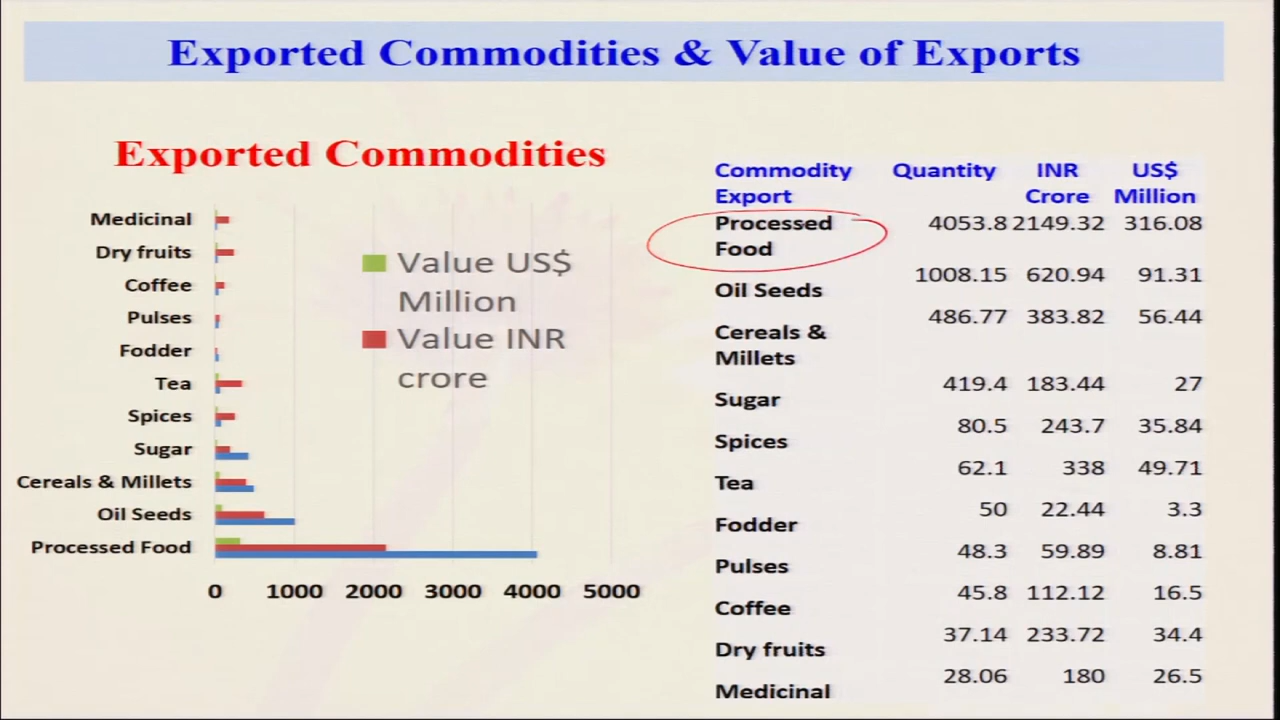 Exported Commodities & Value of Exports
Exported Commodities
Medicinal
Dry fruits
Coffee
Pulses
Fodder
Tea
Spices
Sugar
Cereals & Millets
Oil Seeds
Processed Food
0 1000 2000 3000 4000 5000
Value US$
Million
Value INR
crore
Commodity Quantity INR US$
Export Crore Million
Processed 4053.8 2149.32 316.08
Food
1008.15 620.94 91.31
Oil Seeds
486.77 383.82 56.44
Cereals &
Millets
419.4 183.44 27
Sugar
80.5 243.7 35.84
Spices
62.1 338 49.71
Tea
50 22.44 3.3
Fodder
48.3 59.89 8.81
Pulses
45.8 112.12 16.5
Coffee
37.14 233.72 34.4
Dry fruits
28.06 180 26.5
Medicinal